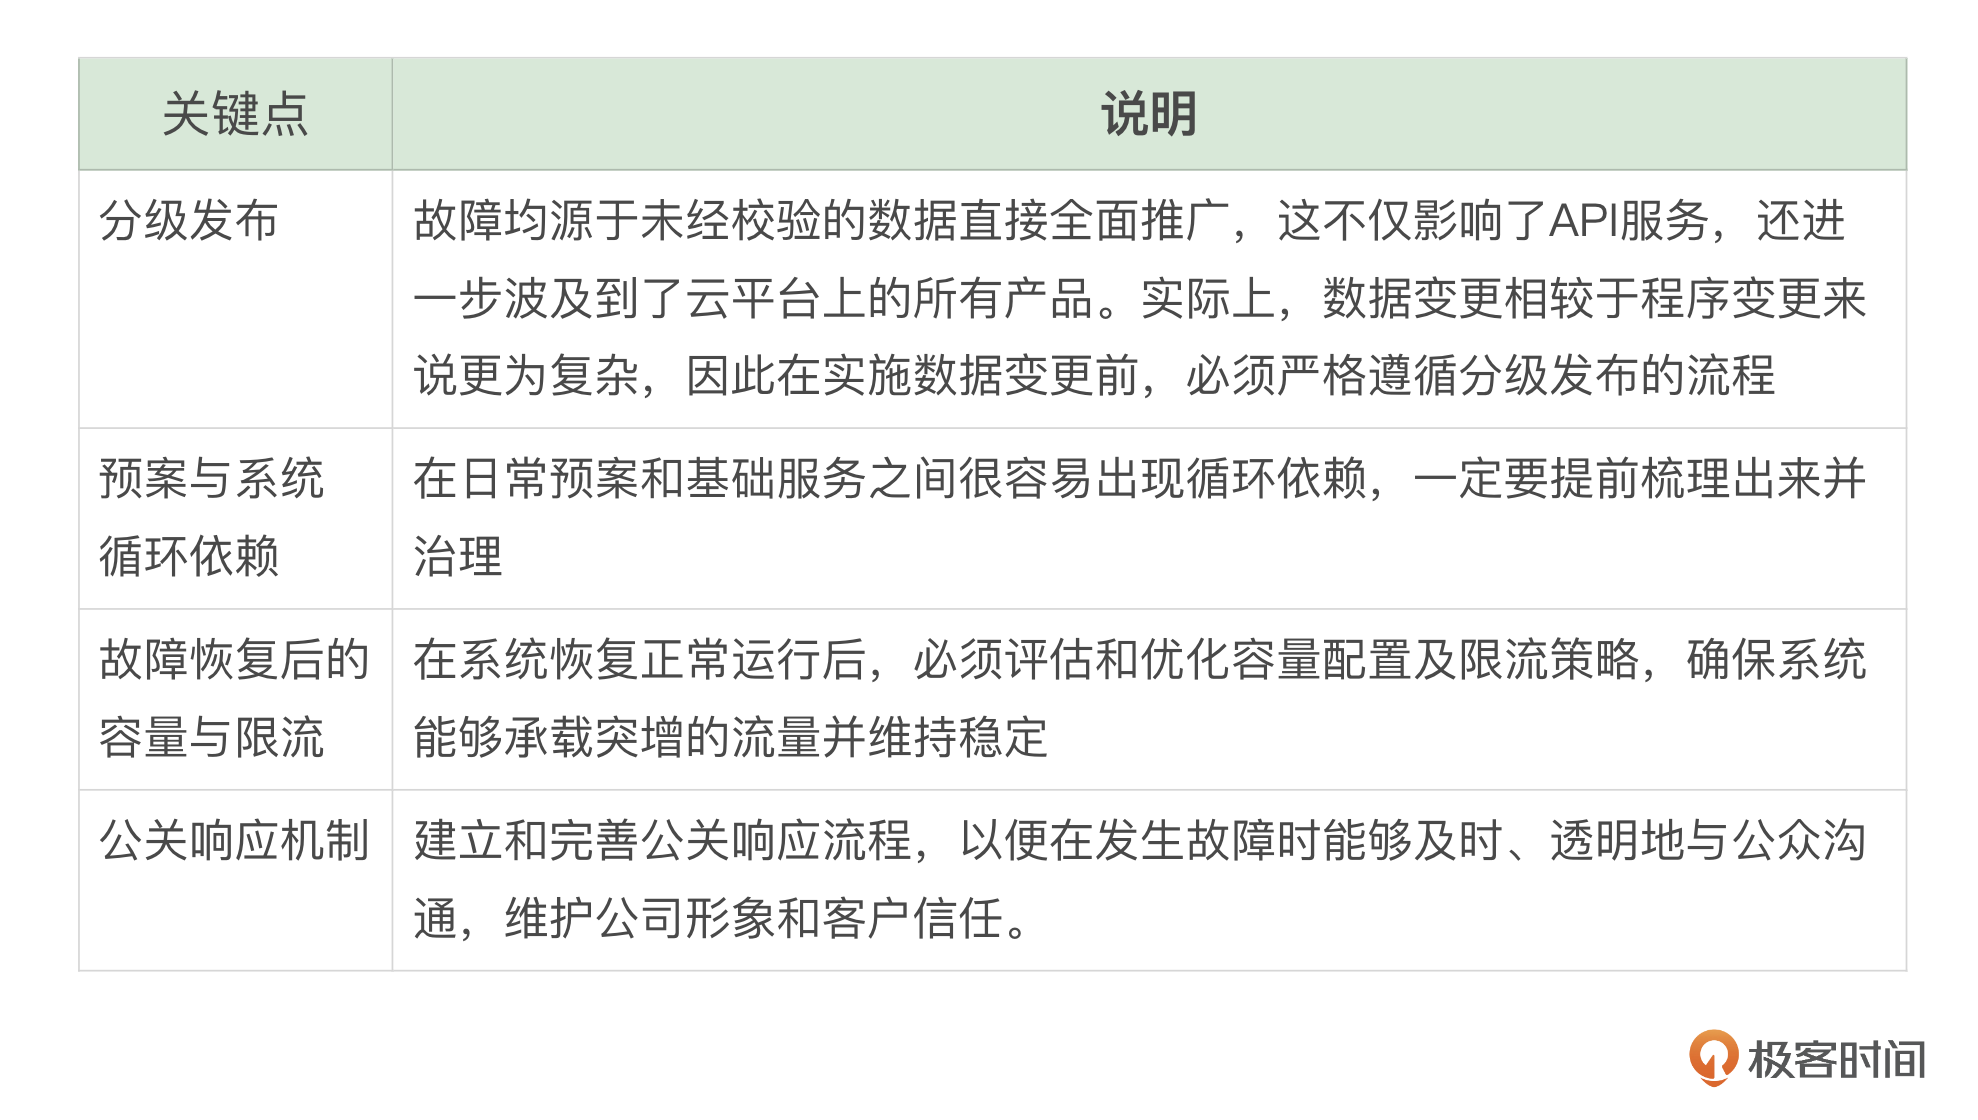 关键点
说明
分级发布
故障均源于未经校验的数据直接全面推广，这不仅影响了API服务，还进
一步波及到了云平台上的所有产品。实际上，数据变更相较于程序变更来
说更为复杂，因此在实施数据变更前，必须严格遵循分级发布的流程
预案与系统
循环依赖
在日常预案和基础服务之间很容易出现循环依赖，一定要提前梳理出来并
治理
故障恢复后的
容量与限流
在系统恢复正常运行后，必须评估和优化容量配置及限流策略，确保系统
能够承载突增的流量并维持稳定
公关响应机制
建立和完善公关响应流程，以便在发生故障时能够及时、透明地与公众沟
通，维护公司形象和客户信任。
极客时间